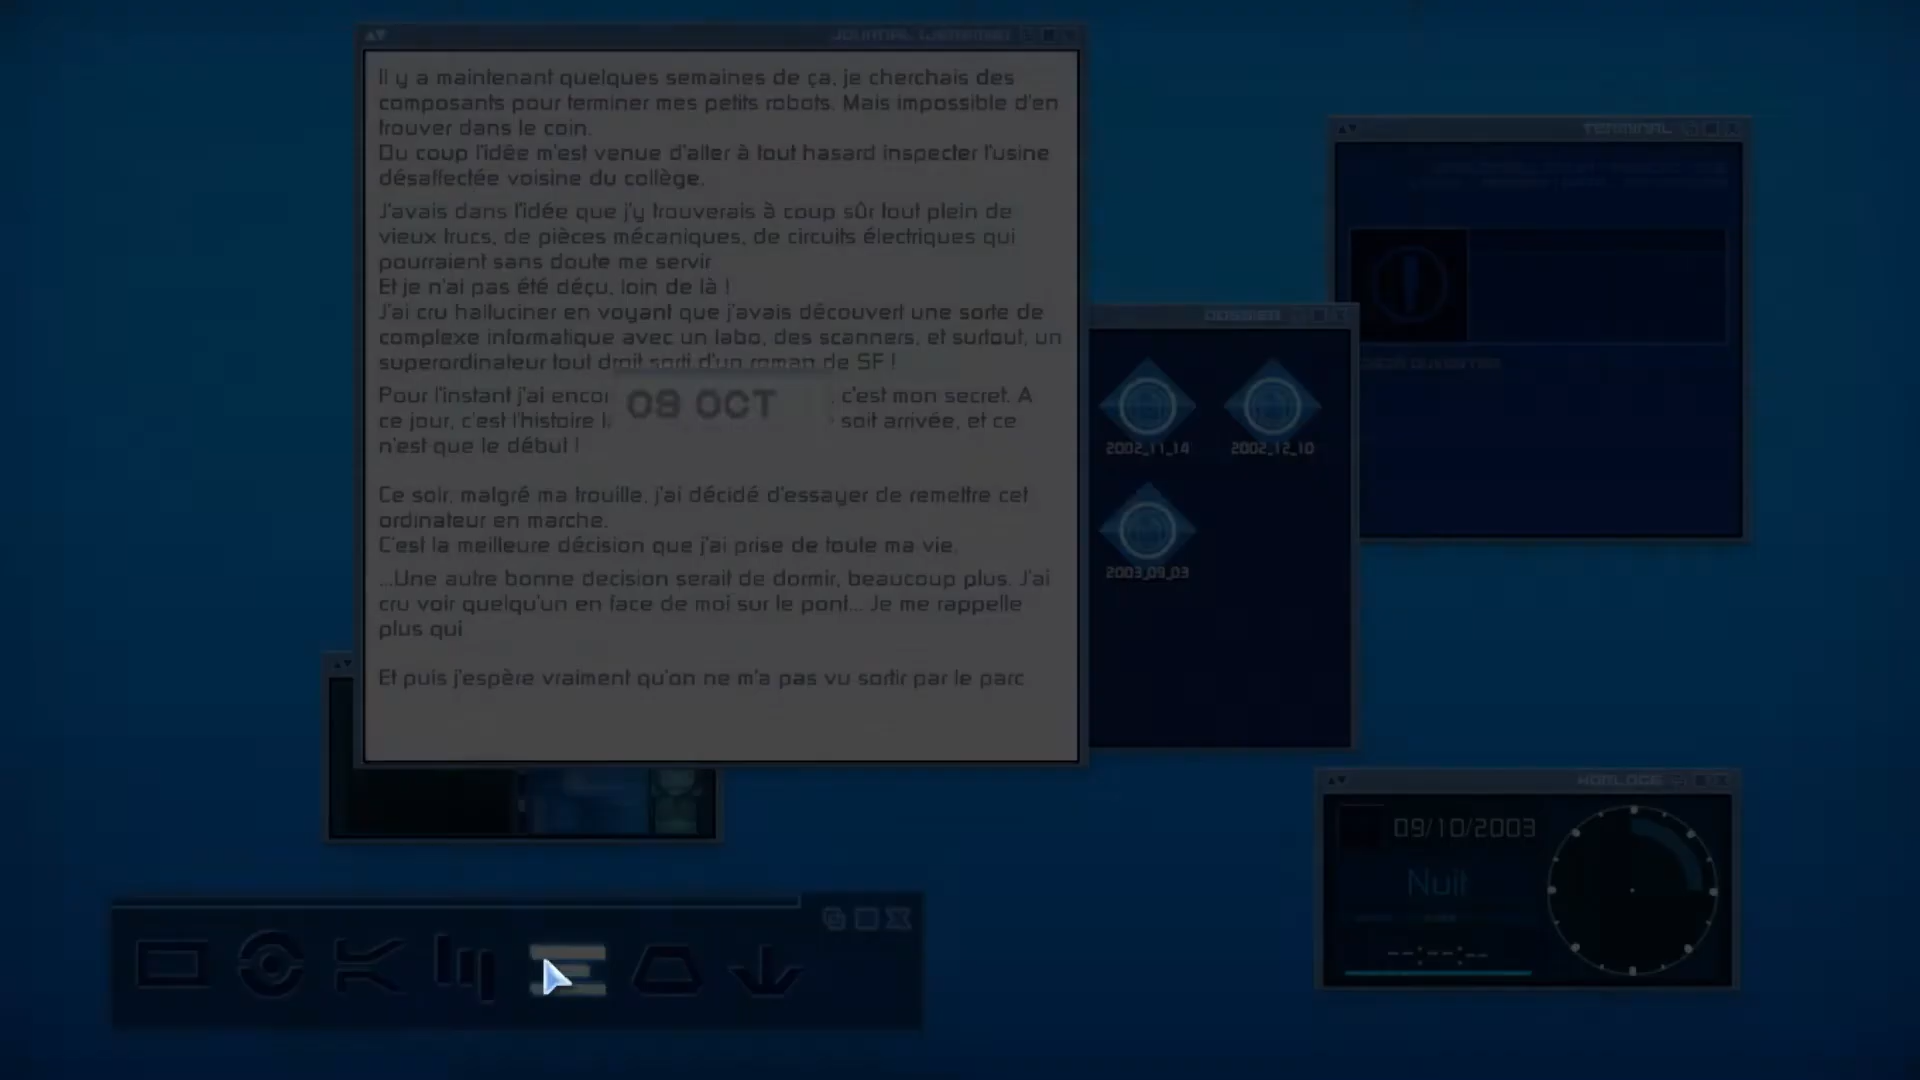 JOURNAL
Il y a maintenant quelques semaines de ça, je cherchais des
composants pour terminer mes petits robots. Mais impossible d'en
trouver dans le coin.
Du coup l'idée m'est venue d'aller à tout hasard inspecter l'usine
désaffectée voisine du collège.
J'avais dans l'idée que j'y trouverais à coup sûr tout plein de
vieux trucs, de pièces mécaniques, de circuits électriques qui
pourraient sans doute me servir
Et je n'ai pas été déçu, loin de là !
J'ai cru halluciner en voyant que j'avais découvert une sorte de
complexe informatique avec un labo, des scanners, et surtout, un
superordinateur tout droit sorti d'un roman de SF !
Pour l'instant j'ai encor . c'est mon secret. A
ce jour, c'est l'histoire l soit arrivée, et ce
n'est que le début !
09 OCT
Ce soir, malgré ma trouille, j'ai décidé d'essayer de remettre cet
ordinateur en marche.
C'est la meilleure décision que j'ai prise de toute ma vie.
...Une autre bonne decision serait de dormir, beaucoup plus. J'ai
cru voir quelqu'un en face de moi sur le pont... Je me rappelle
plus qui
Et puis j'espère vraiment qu'on ne m'a pas vu sortir par le parc
TERMINAL
DOSSIER
2002_11_14
2002_12_10
2003_09_03
HORLOGE
09/10/2003
Nuit
--:--:--